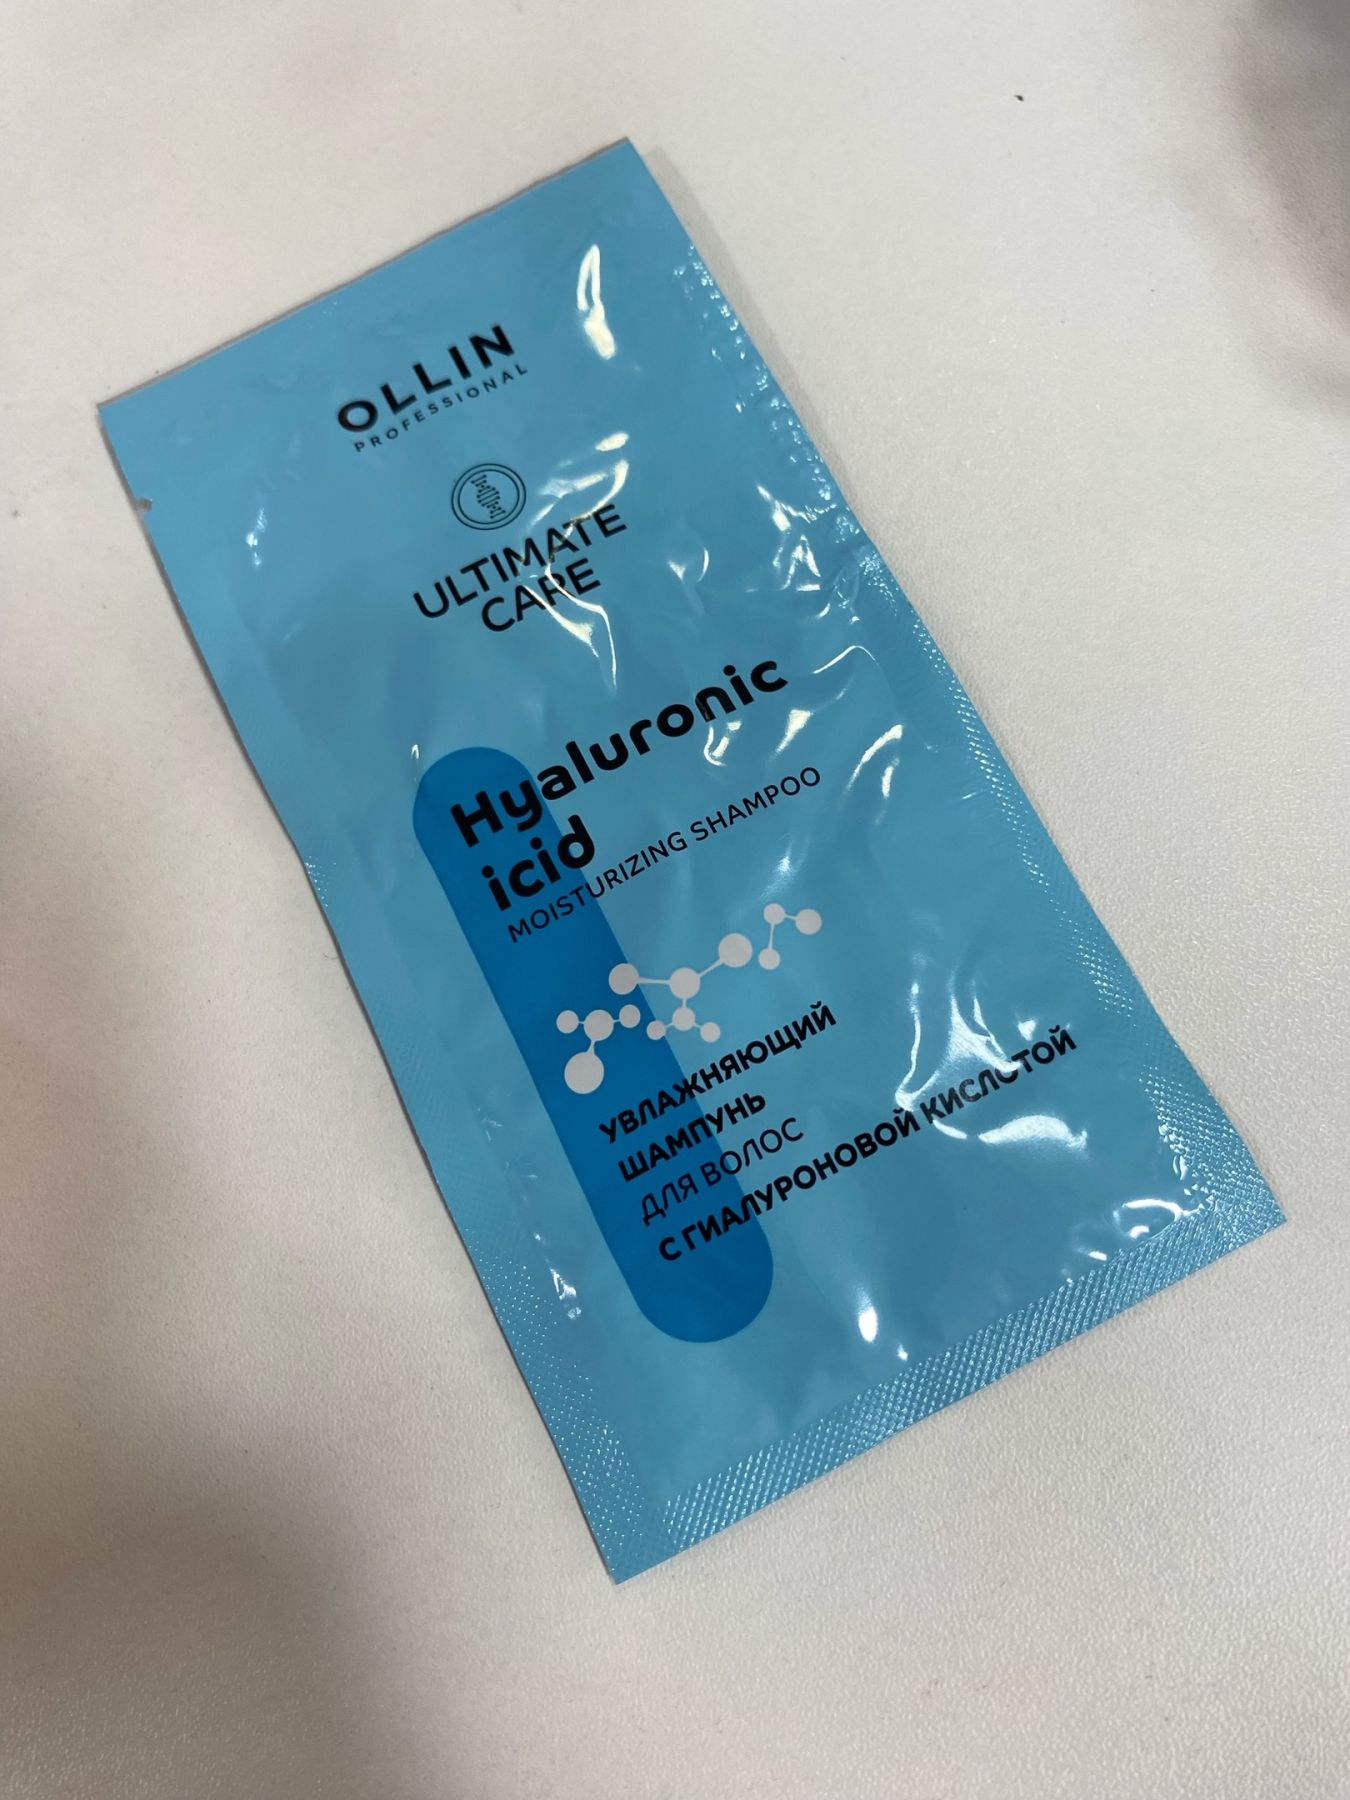 OLLIN
PROFESSIONAL
ULTIMATE
CARE
Hyaluronic
icid
MOISTURIZING SHAMPOO
УВЛАЖНЯЮЩИЙ
ШАМПУНЬ
ДЛЯ ВОЛОС
С ГИАЛУРОНОВОЙ КИСЛОТОЙ